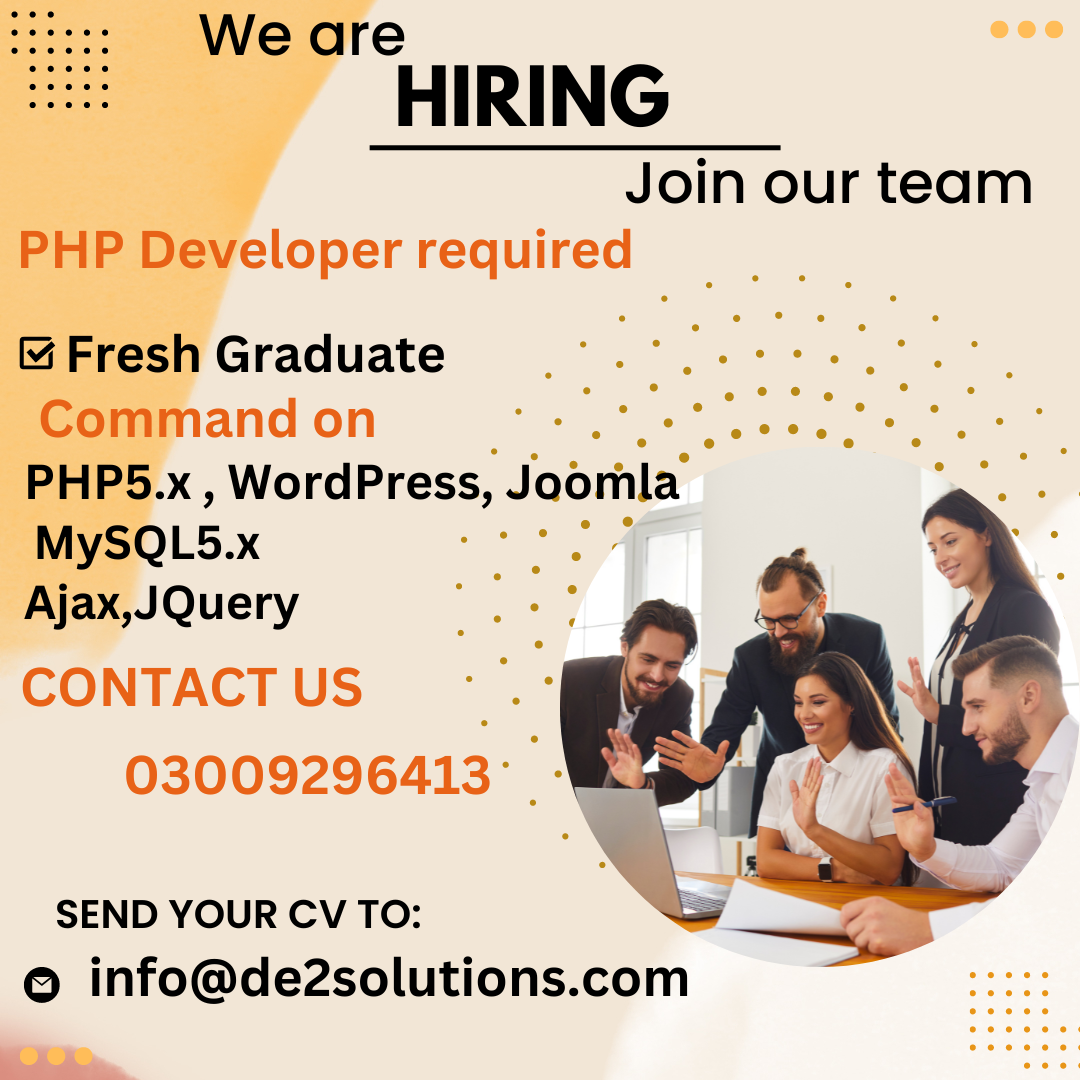 We are
HIRING
Join our team
PHP Developer required
Fresh Graduate
Command on
PHP5.x , WordPress, Joomla
MySQL5.x
Ajax,JQuery
CONTACT US
03009296413
SEND YOUR CV TO:
info@de2solutions.com